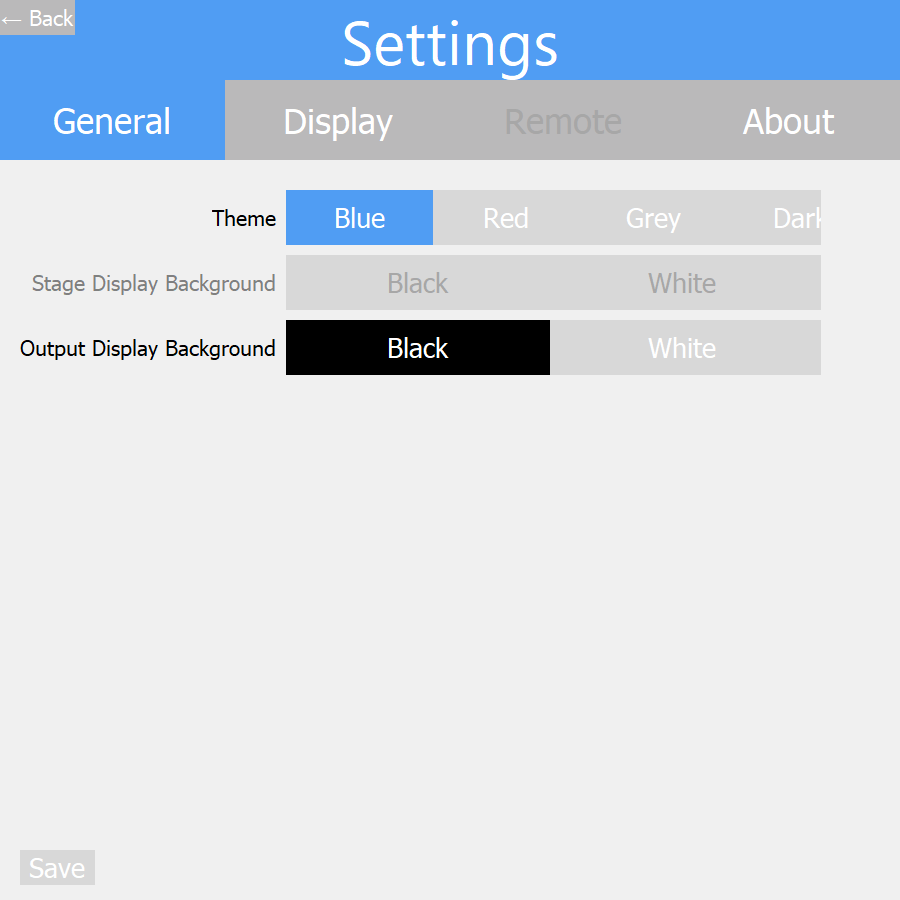 ← Back
Settings
General Display Remote About
Theme Blue Red Grey Dark
Stage Display Background Black White
Output Display Background Black White
Save